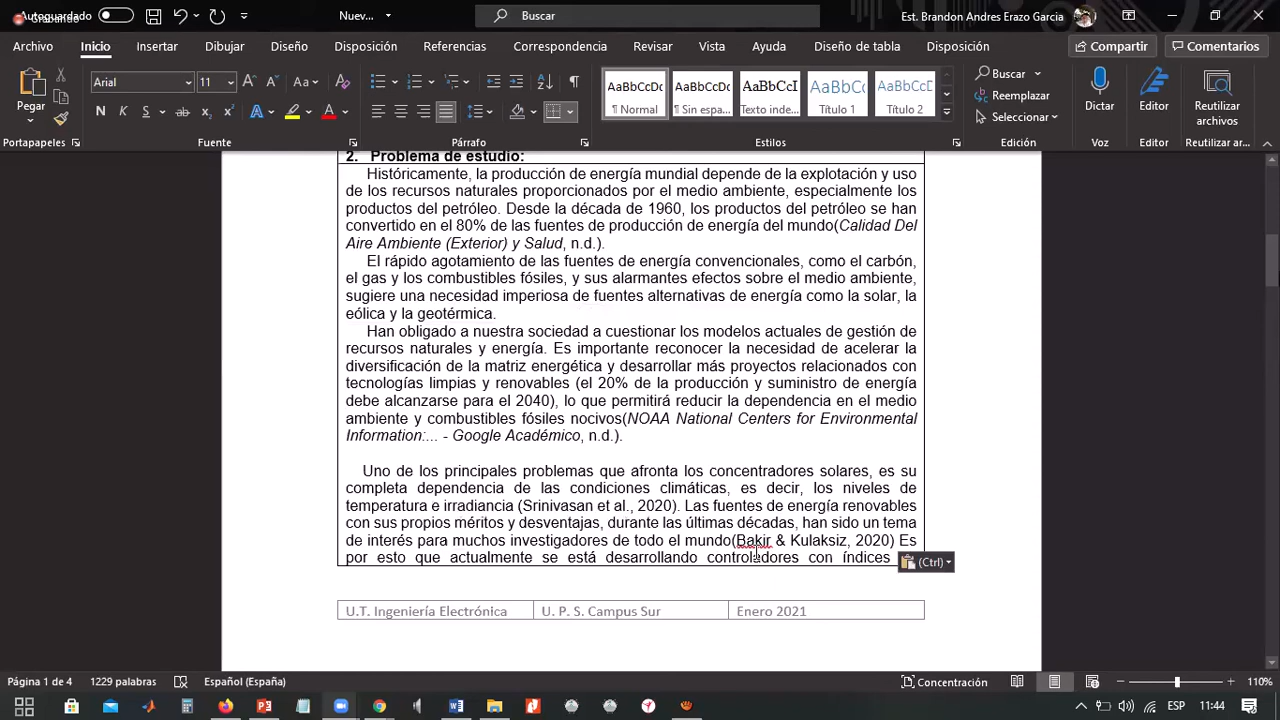 Autoguardado
Nuev...
Buscar
Est. Brandon Andres Erazo Garcia
Archivo Inicio Insertar Dibujar Diseño Disposición Referencias Correspondencia Revisar Vista Ayuda Diseño de tabla Disposición Compartir Comentarios
Pegar
Arial 11
N K S ab x₂ x²
AaBbCcDc ¶ Normal
AaBbCcDc ¶ Sin espa...
AaBbCcI Texto inde...
AaBbCc Título 1
AaBbCcD Título 2
Buscar
Reemplazar
Seleccionar
Dictar
Editor
Reutilizar archivos
Portapapeles Fuente Párrafo Estilos Voz Editor Reutilizar ar...
2. Problema de estudio:
Históricamente, la producción de energía mundial depende de la explotación y uso
de los recursos naturales proporcionados por el medio ambiente, especialmente los
productos del petróleo. Desde la década de 1960, los productos del petróleo se han
convertido en el 80% de las fuentes de producción de energía del mundo(Calidad Del
Aire Ambiente (Exterior) y Salud, n.d.).
El rápido agotamiento de las fuentes de energía convencionales, como el carbón,
el gas y los combustibles fósiles, y sus alarmantes efectos sobre el medio ambiente,
sugiere una necesidad imperiosa de fuentes alternativas de energía como la solar, la
eólica y la geotérmica.
Han obligado a nuestra sociedad a cuestionar los modelos actuales de gestión de
recursos naturales y energía. Es importante reconocer la necesidad de acelerar la
diversificación de la matriz energética y desarrollar más proyectos relacionados con
tecnologías limpias y renovables (el 20% de la producción y suministro de energía
debe alcanzarse para el 2040), lo que permitirá reducir la dependencia en el medio
ambiente y combustibles fósiles nocivos(NOAA National Centers for Environmental
Information:... - Google Académico, n.d.).
Uno de los principales problemas que afronta los concentradores solares, es su
completa dependencia de las condiciones climáticas, es decir, los niveles de
temperatura e irradiancia (Srinivasan et al., 2020). Las fuentes de energía renovables
con sus propios méritos y desventajas, durante las últimas décadas, han sido un tema
de interés para muchos investigadores de todo el mundo(Bakir & Kulaksiz, 2020) Es
por esto que actualmente se está desarrollando controladores con índices
(Ctrl)
U.T. Ingeniería Electrónica U. P. S. Campus Sur Enero 2021
Página 1 de 4 1229 palabras Español (España) Concentración 110%
ESP 11:44